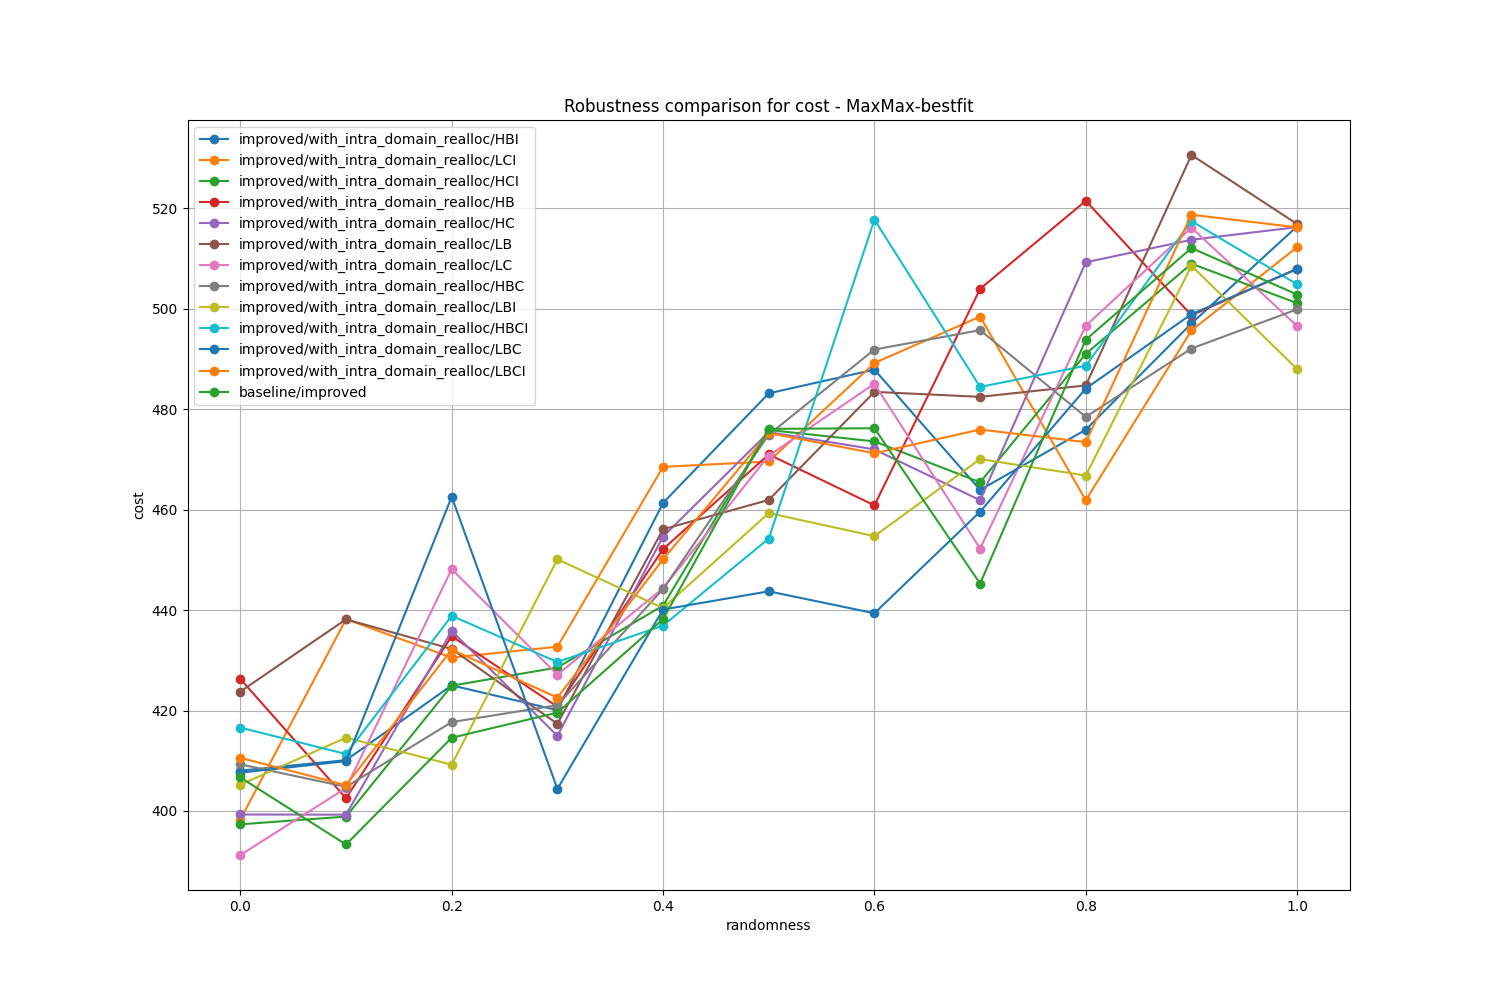 Robustness comparison for cost - MaxMax-bestfit
improved/with_intra_domain_realloc/HBI
improved/with_intra_domain_realloc/LCI
improved/with_intra_domain_realloc/HCI
improved/with_intra_domain_realloc/HB
improved/with_intra_domain_realloc/HC
improved/with_intra_domain_realloc/LB
improved/with_intra_domain_realloc/LC
improved/with_intra_domain_realloc/HBC
improved/with_intra_domain_realloc/LBI
improved/with_intra_domain_realloc/HBCI
improved/with_intra_domain_realloc/LBC
improved/with_intra_domain_realloc/LBCI
baseline/improved
520
500
480
460
440
420
400
cost
0.0 0.2 0.4 0.6 0.8 1.0
randomness